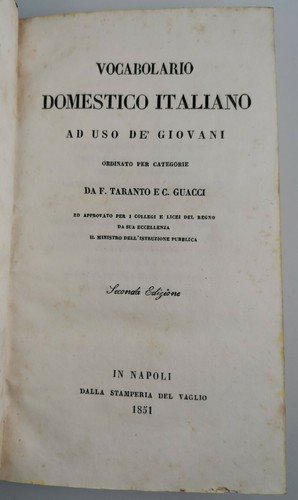 VOCABOLARIO
DOMESTICO ITALIANO
AD USO DE' GIOVANI
ORDINATO PER CATEGORIE
DA F. TARANTO E C. GUACCI
ED APPROVATO PER I COLLEGI E LICEI DEL REGNO
DA SUA ECCELLENZA
IL MINISTRO DELL'ISTRUZIONE PUBBLICA
Seconda Edizione
IN NAPOLI
DALLA STAMPERIA DEL VAGLIO
1851